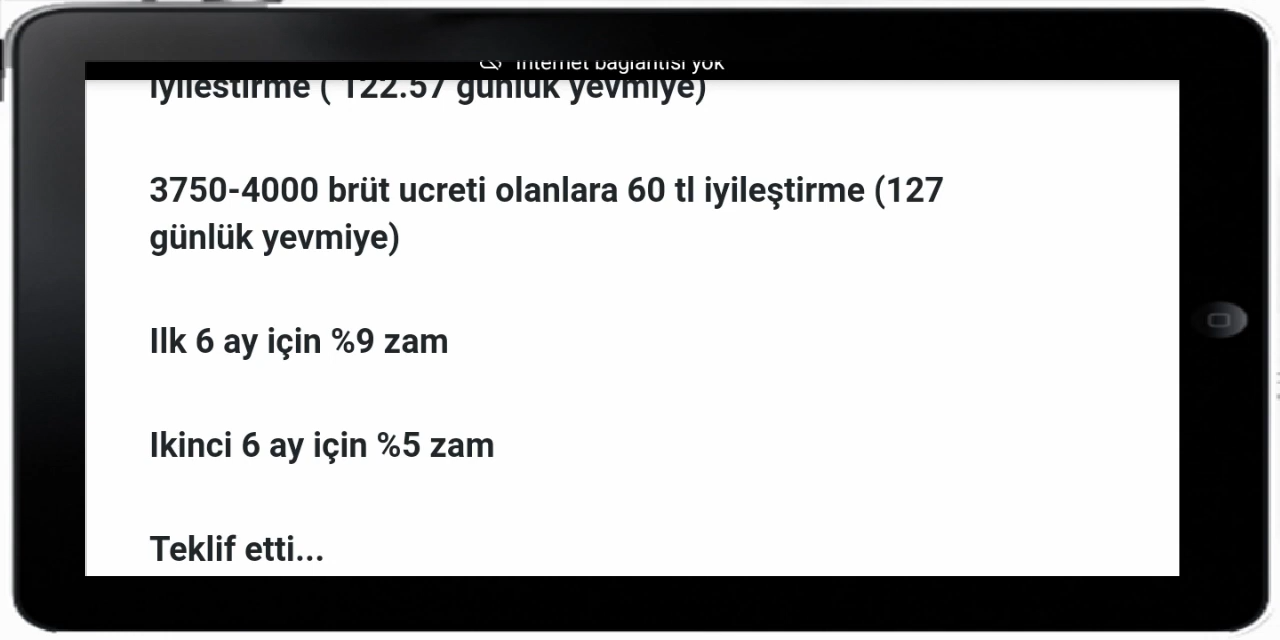 İnternet bağlantısı yok
iyileştirme ( 122.57 günlük yevmiye)
3750-4000 brüt ucreti olanlara 60 tl iyileştirme (127
günlük yevmiye)
Ilk 6 ay için %9 zam
Ikinci 6 ay için %5 zam
Teklif etti...